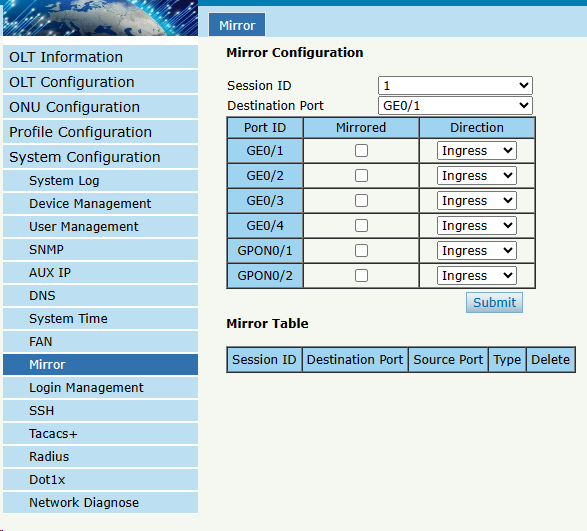 Mirror
OLT Information
OLT Configuration
ONU Configuration
Profile Configuration
System Configuration
System Log
Device Management
User Management
SNMP
AUX IP
DNS
System Time
FAN
Mirror
Login Management
SSH
Tacacs+
Radius
Dot1x
Network Diagnose
Mirror Configuration
Session ID 1
Destination Port GE0/1
Port ID Mirrored Direction
GE0/1 Ingress
GE0/2 Ingress
GE0/3 Ingress
GE0/4 Ingress
GPON0/1 Ingress
GPON0/2 Ingress
Submit
Mirror Table
Session ID Destination Port Source Port Type Delete